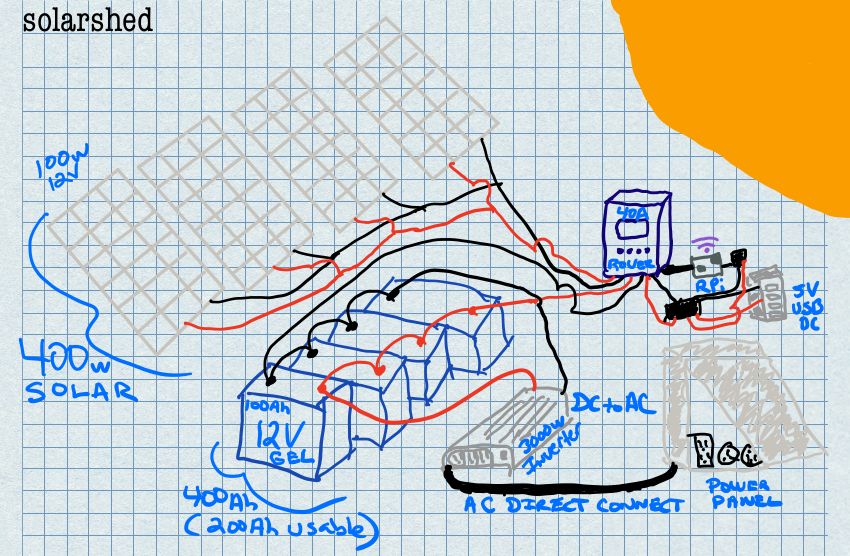 solarshed
100W
12V
40A
ROVER
RPi
5V
USB
DC
400W
SOLAR
100Ah
12V
GEL
DC to AC
3000W
Inverter
400Ah
(200Ah usable)
AC DIRECT CONNECT
POWER
PANEL